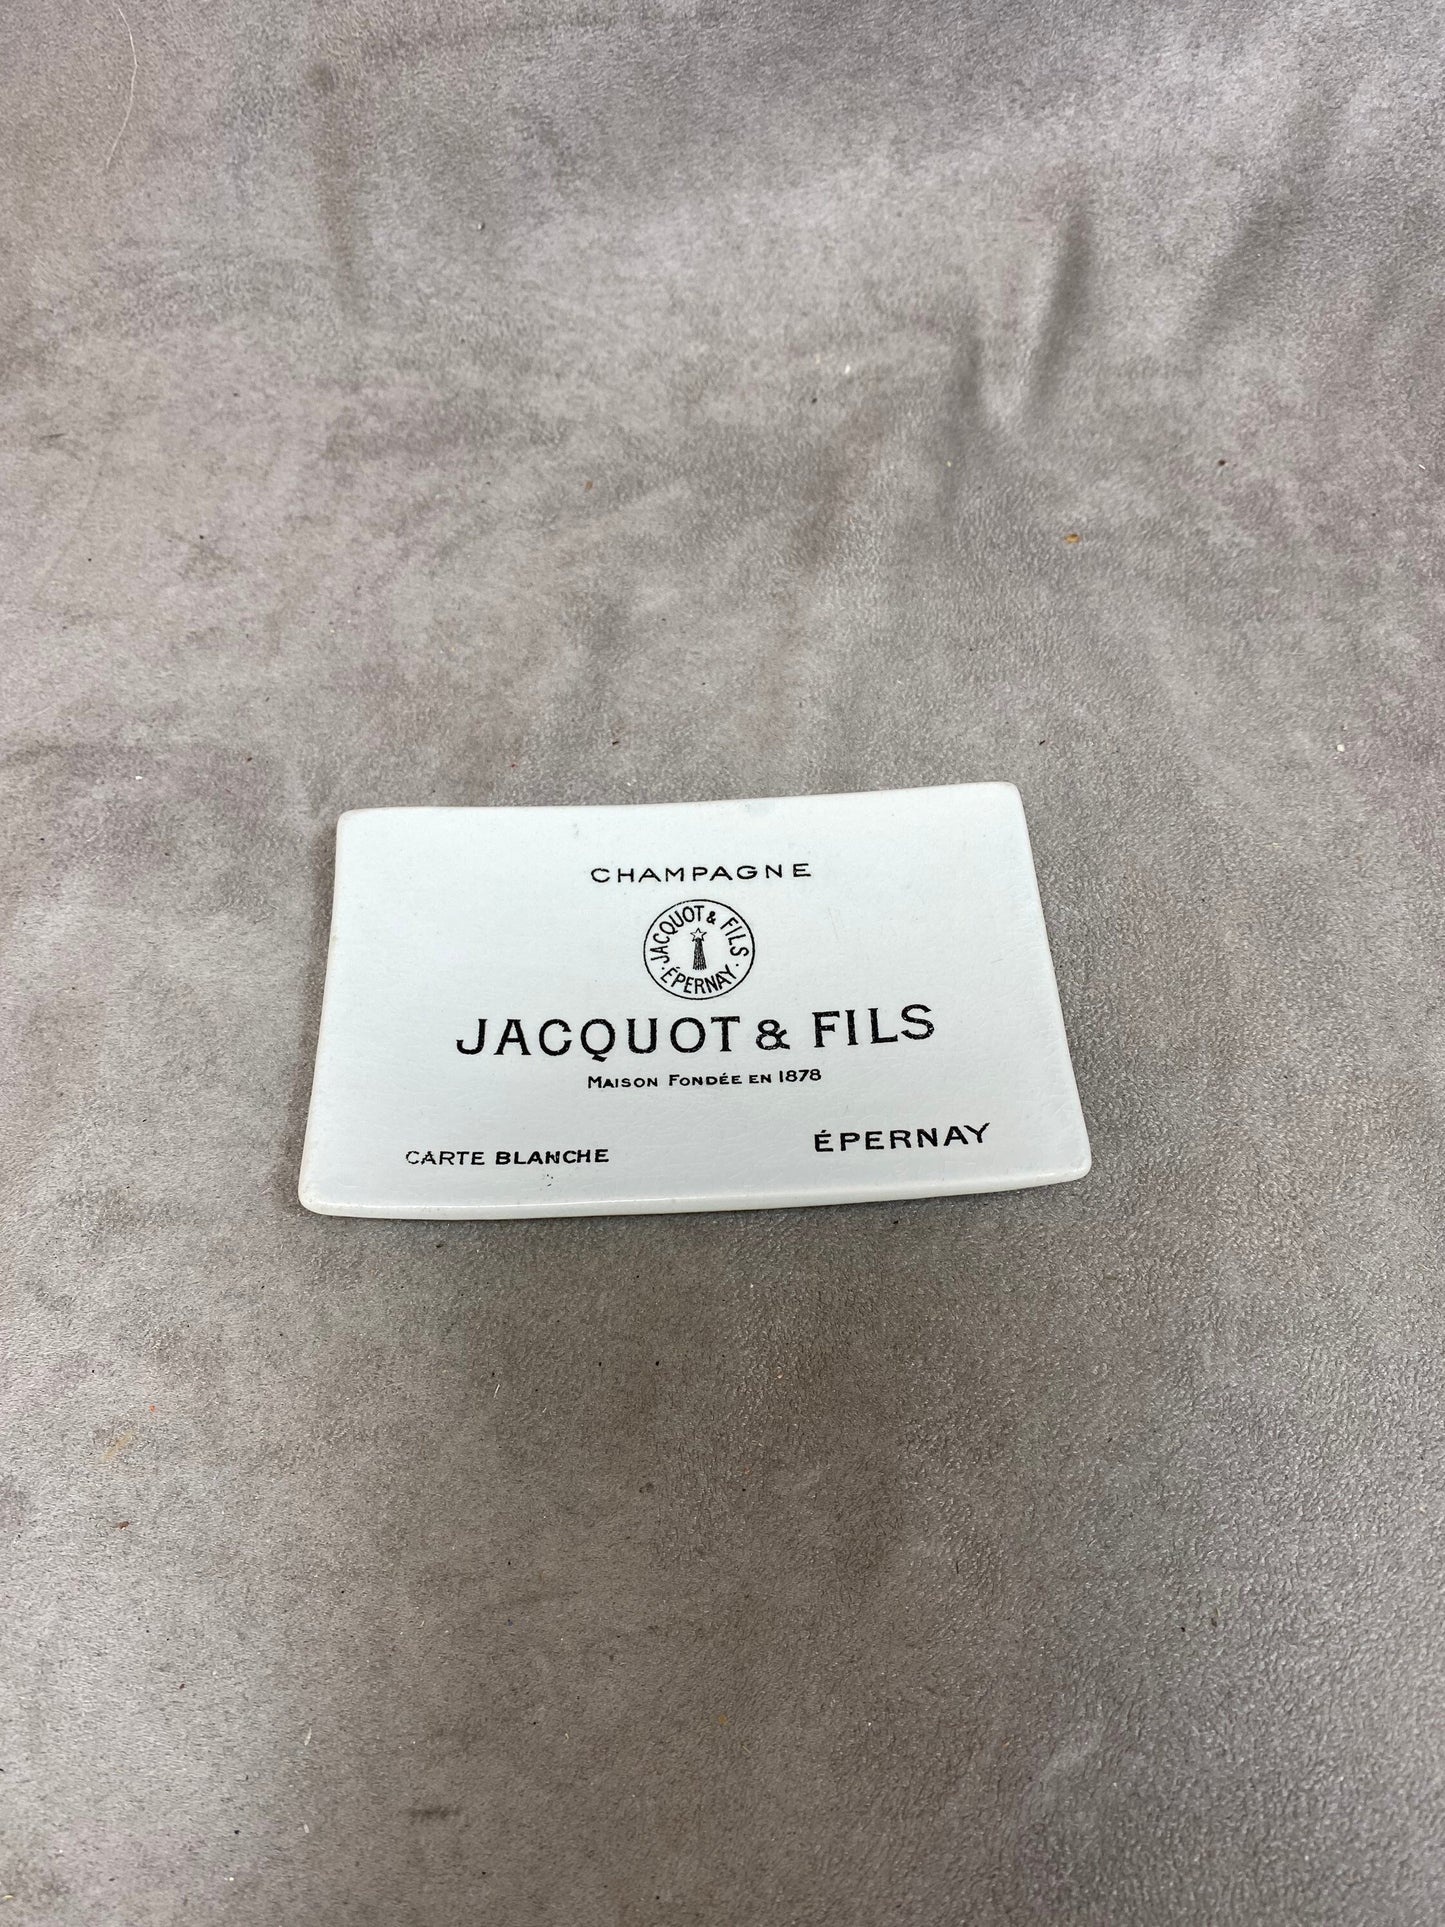 CHAMPAGNE
JACQUOT & FILS
· ÉPERNAY ·
JACQUOT & FILS
MAISON FONDÉE EN 1878
CARTE BLANCHE
ÉPERNAY